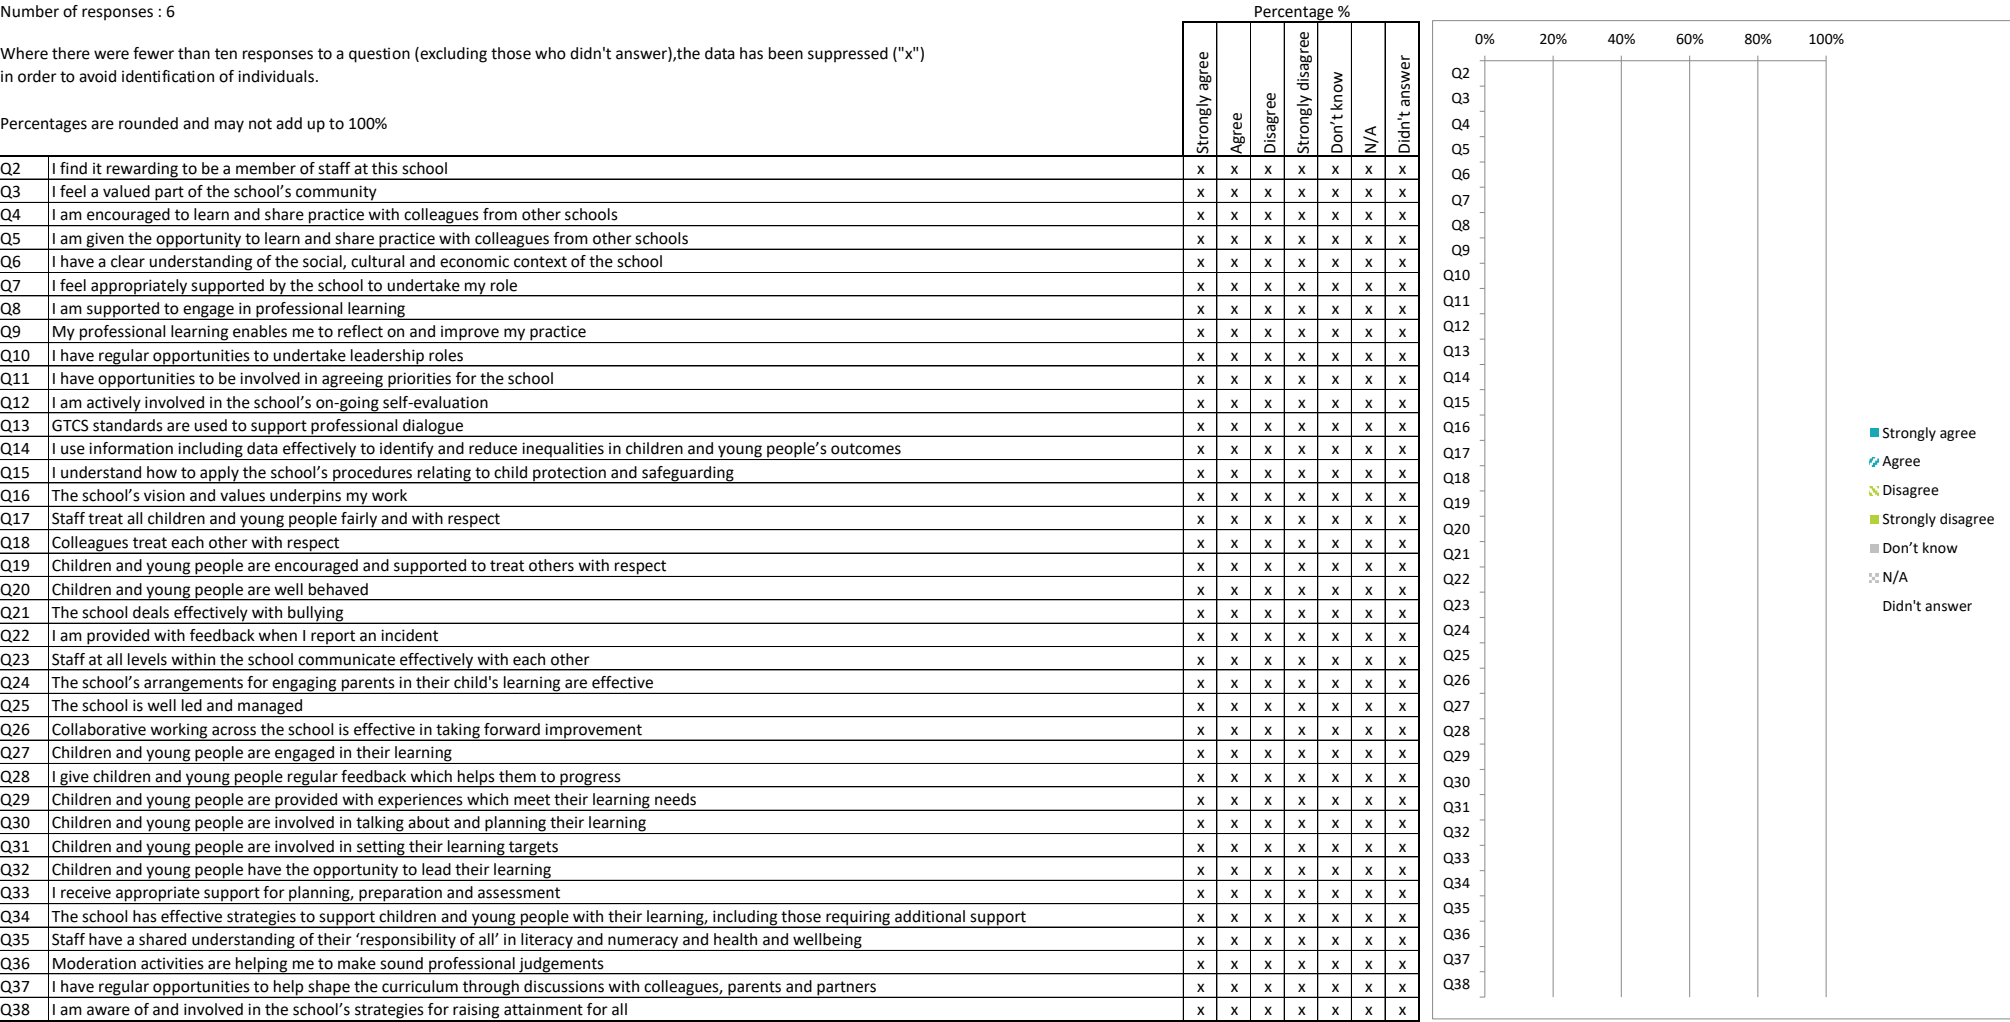 Number of responses : 6
Percentage %
Where there were fewer than ten responses to a question (excluding those who didn't answer),the data has been suppressed ("x")
in order to avoid identification of individuals.
Percentages are rounded and may not add up to 100%
Strongly agree
Agree
Disagree
Strongly disagree
Don't know
N/A
Didn't answer
Q2 I find it rewarding to be a member of staff at this school x x x x x x x
Q3 I feel a valued part of the school’s community x x x x x x x
Q4 I am encouraged to learn and share practice with colleagues from other schools x x x x x x x
Q5 I am given the opportunity to learn and share practice with colleagues from other schools x x x x x x x
Q6 I have a clear understanding of the social, cultural and economic context of the school x x x x x x x
Q7 I feel appropriately supported by the school to undertake my role x x x x x x x
Q8 I am supported to engage in professional learning x x x x x x x
Q9 My professional learning enables me to reflect on and improve my practice x x x x x x x
Q10 I have regular opportunities to undertake leadership roles x x x x x x x
Q11 I have opportunities to be involved in agreeing priorities for the school x x x x x x x
Q12 I am actively involved in the school’s on-going self-evaluation x x x x x x x
Q13 GTCS standards are used to support professional dialogue x x x x x x x
Q14 I use information including data effectively to identify and reduce inequalities in children and young people’s outcomes x x x x x x x
Q15 I understand how to apply the school’s procedures relating to child protection and safeguarding x x x x x x x
Q16 The school’s vision and values underpins my work x x x x x x x
Q17 Staff treat all children and young people fairly and with respect x x x x x x x
Q18 Colleagues treat each other with respect x x x x x x x
Q19 Children and young people are encouraged and supported to treat others with respect x x x x x x x
Q20 Children and young people are well behaved x x x x x x x
Q21 The school deals effectively with bullying x x x x x x x
Q22 I am provided with feedback when I report an incident x x x x x x x
Q23 Staff at all levels within the school communicate effectively with each other x x x x x x x
Q24 The school’s arrangements for engaging parents in their child's learning are effective x x x x x x x
Q25 The school is well led and managed x x x x x x x
Q26 Collaborative working across the school is effective in taking forward improvement x x x x x x x
Q27 Children and young people are engaged in their learning x x x x x x x
Q28 I give children and young people regular feedback which helps them to progress x x x x x x x
Q29 Children and young people are provided with experiences which meet their learning needs x x x x x x x
Q30 Children and young people are involved in talking about and planning their learning x x x x x x x
Q31 Children and young people are involved in setting their learning targets x x x x x x x
Q32 Children and young people have the opportunity to lead their learning x x x x x x x
Q33 I receive appropriate support for planning, preparation and assessment x x x x x x x
Q34 The school has effective strategies to support children and young people with their learning, including those requiring additional support x x x x x x x
Q35 Staff have a shared understanding of their ‘responsibility of all’ in literacy and numeracy and health and wellbeing x x x x x x x
Q36 Moderation activities are helping me to make sound professional judgements x x x x x x x
Q37 I have regular opportunities to help shape the curriculum through discussions with colleagues, parents and partners x x x x x x x
Q38 I am aware of and involved in the school’s strategies for raising attainment for all x x x x x x x
0% 20% 40% 60% 80% 100%
Q2
Q3
Q4
Q5
Q6
Q7
Q8
Q9
Q10
Q11
Q12
Q13
Q14
Q15
Q16
Q17
Q18
Q19
Q20
Q21
Q22
Q23
Q24
Q25
Q26
Q27
Q28
Q29
Q30
Q31
Q32
Q33
Q34
Q35
Q36
Q37
Q38
Strongly agree
Agree
Disagree
Strongly disagree
Don’t know
N/A
Didn't answer